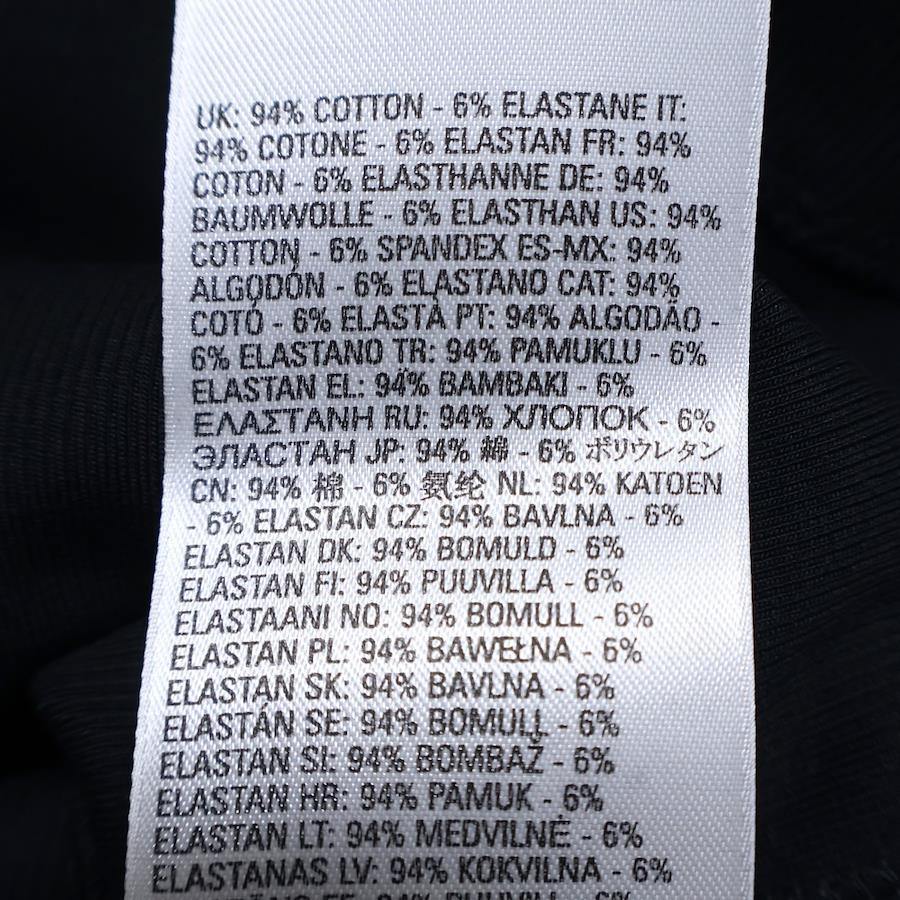 UK: 94% COTTON - 6% ELASTANE IT:
94% COTONE - 6% ELASTAN FR: 94%
COTON - 6% ELASTHANNE DE: 94%
BAUMWOLLE - 6% ELASTHAN US: 94%
COTTON - 6% SPANDEX ES-MX: 94%
ALGODÓN - 6% ELASTANO CAT: 94%
COTÓ - 6% ELASTÀ PT: 94% ALGODÃO -
6% ELASTANO TR: 94% PAMUKLU - 6%
ELASTAN EL: 94% BAMBAKI - 6%
ΕΛΑΣΤΑΝΗ RU: 94% ХЛОПОК - 6%
ЭЛАСТАН JP: 94% 綿 - 6% ポリウレタン
CN: 94% 棉 - 6% 氨纶 NL: 94% KATOEN
- 6% ELASTAN CZ: 94% BAVLNA - 6%
ELASTAN DK: 94% BOMULD - 6%
ELASTAN FI: 94% PUUVILLA - 6%
ELASTAANI NO: 94% BOMULL - 6%
ELASTAN PL: 94% BAWEŁNA - 6%
ELASTAN SK: 94% BAVLNA - 6%
ELASTÁN SE: 94% BOMULL - 6%
ELASTAN SI: 94% BOMBAŽ - 6%
ELASTAN HR: 94% PAMUK - 6%
ELASTAN LT: 94% MEDVILNĖ - 6%
ELASTANAS LV: 94% KOKVILNA - 6%
94% 6%